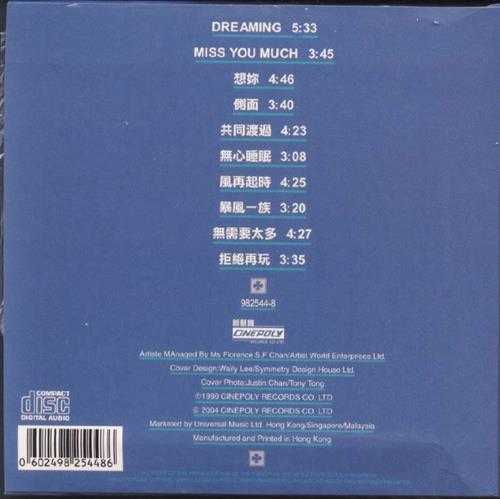 DREAMING 5:33
MISS YOU MUCH 3:45
想妳 4:46
側面 3:40
共同渡過 4:23
無心睡眠 3:08
風再起時 4:25
暴風一族 3:20
無需要太多 4:27
拒絕再玩 3:35
982544-8
新藝寶
CINEPOLY
RECORDS CO LTD
Artiste MAnaged By Ms Florence S.F Chan/Artist World Enterpriece Ltd.
Cover Design:Wally Lee/Symmetry Design House Ltd.
Cover Photo:Justin Chan/Tony Tong
℗1990 CINEPOLY RECORDS CO. LTD
© 2004 CINEPOLY RECORDS CO. LTD
Marketed by Universal Music Ltd. Hong Kong/Singapore/Malaysia
Manufactured and Printed in Hong Kong
COMPACT
disc
DIGITAL AUDIO
0 602498 254486